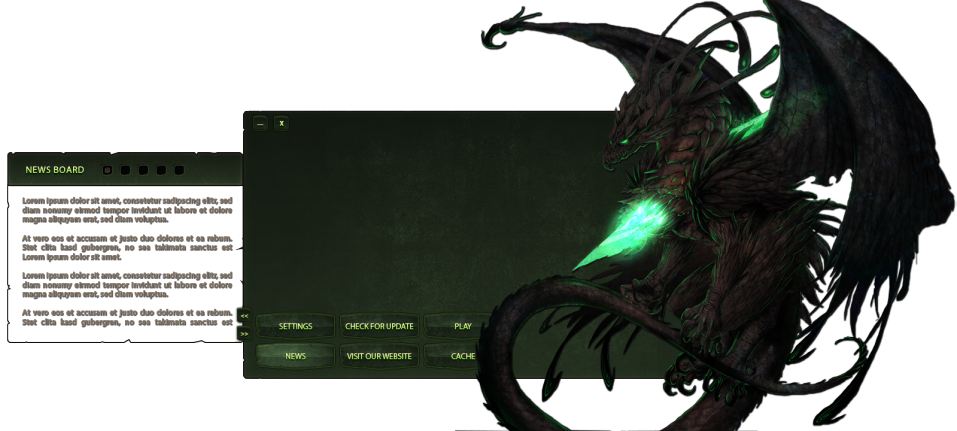 — X
NEWS BOARD
Lorem ipsum dolor sit amet, consetetur sadipscing elitr, sed
diam nonumy eirmod tempor invidunt ut labore et dolore
magna aliquyam erat, sed diam voluptua.
At vero eos et accusam et justo duo dolores et ea rebum.
Stet clita kasd gubergren, no sea takimata sanctus est
Lorem ipsum dolor sit amet.
Lorem ipsum dolor sit amet, consetetur sadipscing elitr, sed
diam nonumy eirmod tempor invidunt ut labore et dolore
magna aliquyam erat, sed diam voluptua.
At vero eos et accusam et justo duo dolores et ea rebum.
Stet clita kasd gubergren, no sea takimata sanctus est
<<
>>
SETTINGS CHECK FOR UPDATE PLAY
NEWS VISIT OUR WEBSITE CACHE